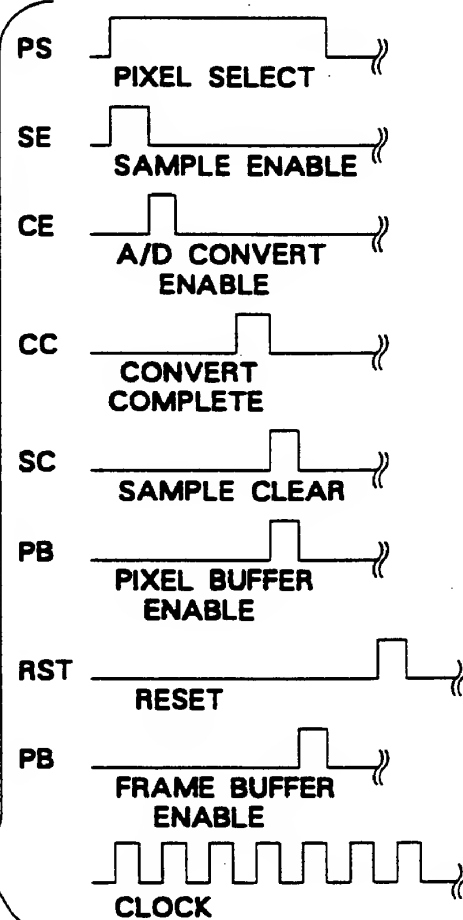 PS
PIXEL SELECT
SE
SAMPLE ENABLE
CE
A/D CONVERT
ENABLE
CC
CONVERT
COMPLETE
SC
SAMPLE CLEAR
PB
PIXEL BUFFER
ENABLE
RST
RESET
PB
FRAME BUFFER
ENABLE
CLOCK